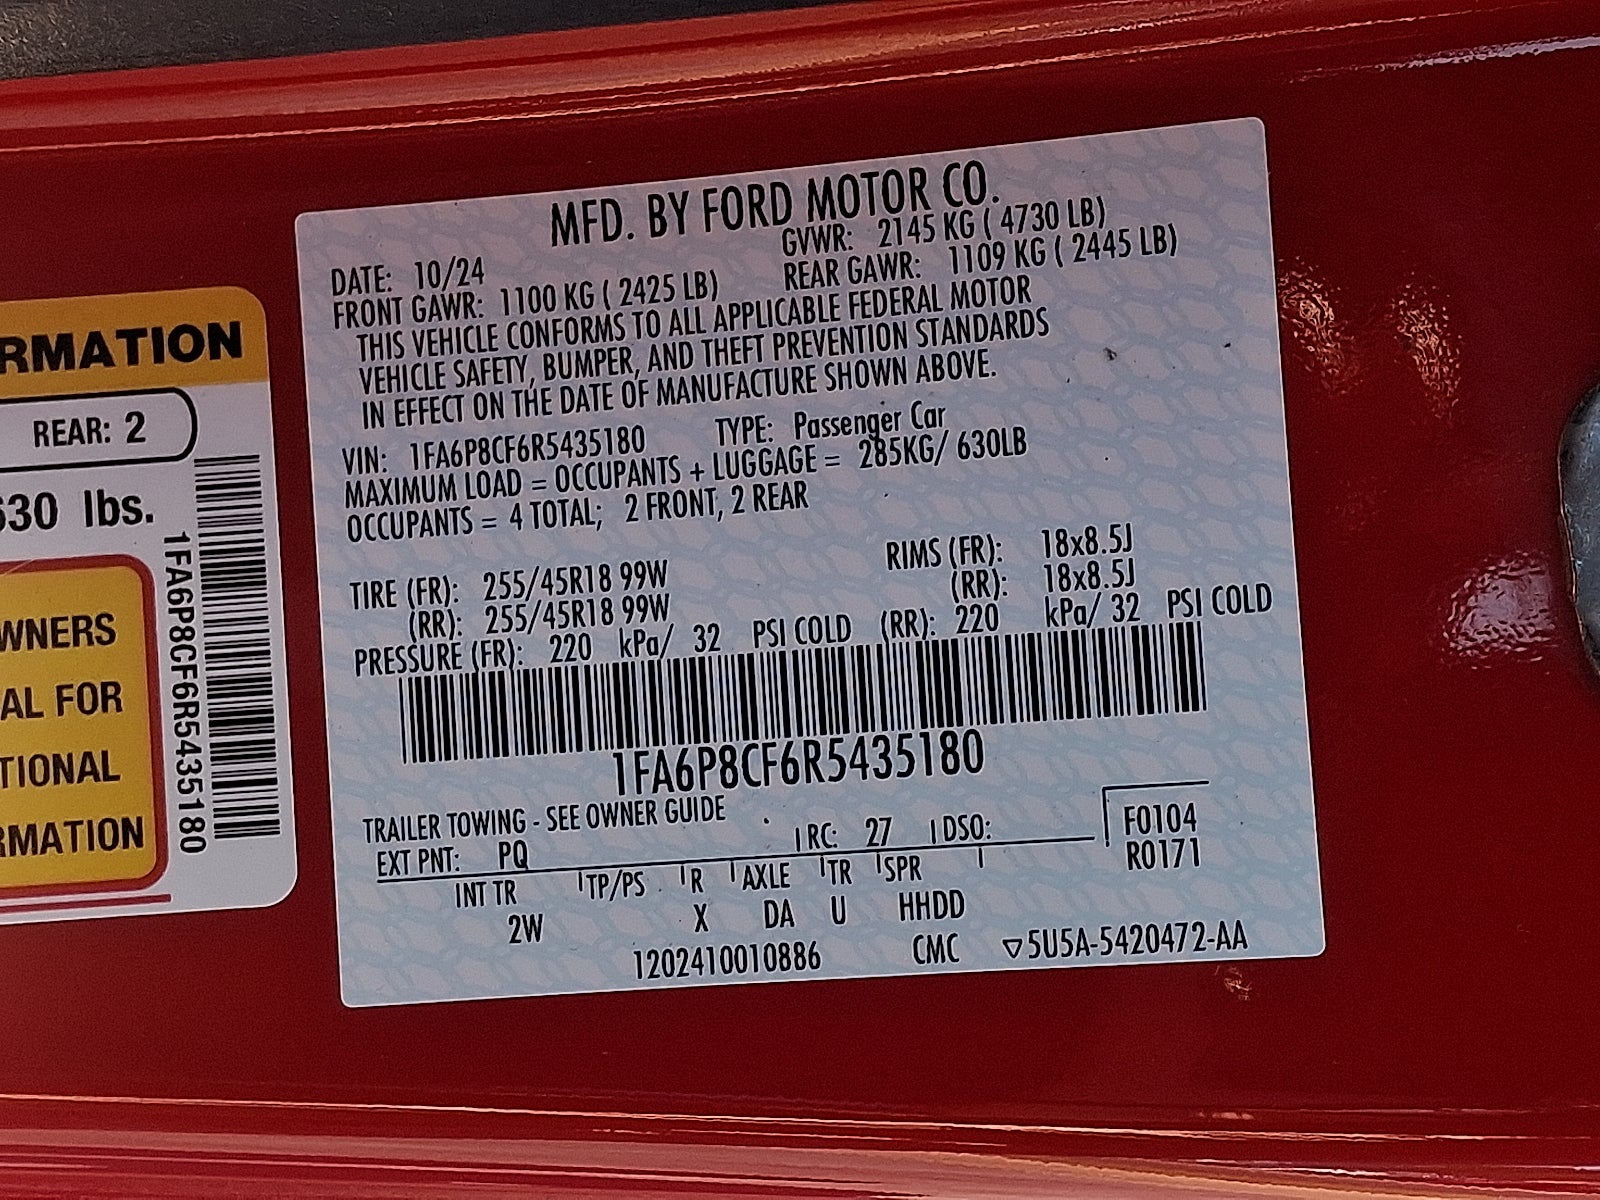 MFD. BY FORD MOTOR CO.
DATE: 10/24 GVWR: 2145 KG ( 4730 LB)
FRONT GAWR: 1100 KG ( 2425 LB) REAR GAWR: 1109 KG ( 2445 LB)
THIS VEHICLE CONFORMS TO ALL APPLICABLE FEDERAL MOTOR
VEHICLE SAFETY, BUMPER, AND THEFT PREVENTION STANDARDS
IN EFFECT ON THE DATE OF MANUFACTURE SHOWN ABOVE.
VIN: 1FA6P8CF6R5435180 TYPE: Passenger Car
MAXIMUM LOAD = OCCUPANTS + LUGGAGE = 285KG/ 630LB
OCCUPANTS = 4 TOTAL; 2 FRONT, 2 REAR
TIRE (FR): 255/45R18 99W RIMS (FR): 18x8.5J
(RR): 255/45R18 99W (RR): 18x8.5J
PRESSURE (FR): 220 kPa/ 32 PSI COLD (RR): 220 kPa/ 32 PSI COLD
1FA6P8CF6R5435180
TRAILER TOWING - SEE OWNER GUIDE
EXT PNT: PQ RC: 27 DSO: F0104
R0171
INT TR TP/PS R AXLE TR SPR
2W X DA U HHDD
1202410010886 CMC ▽5U5A-5420472-AA
RMATION
REAR: 2
630 lbs.
WNERS
AL FOR
TIONAL
RMATION
1FA6P8CF6R5435180